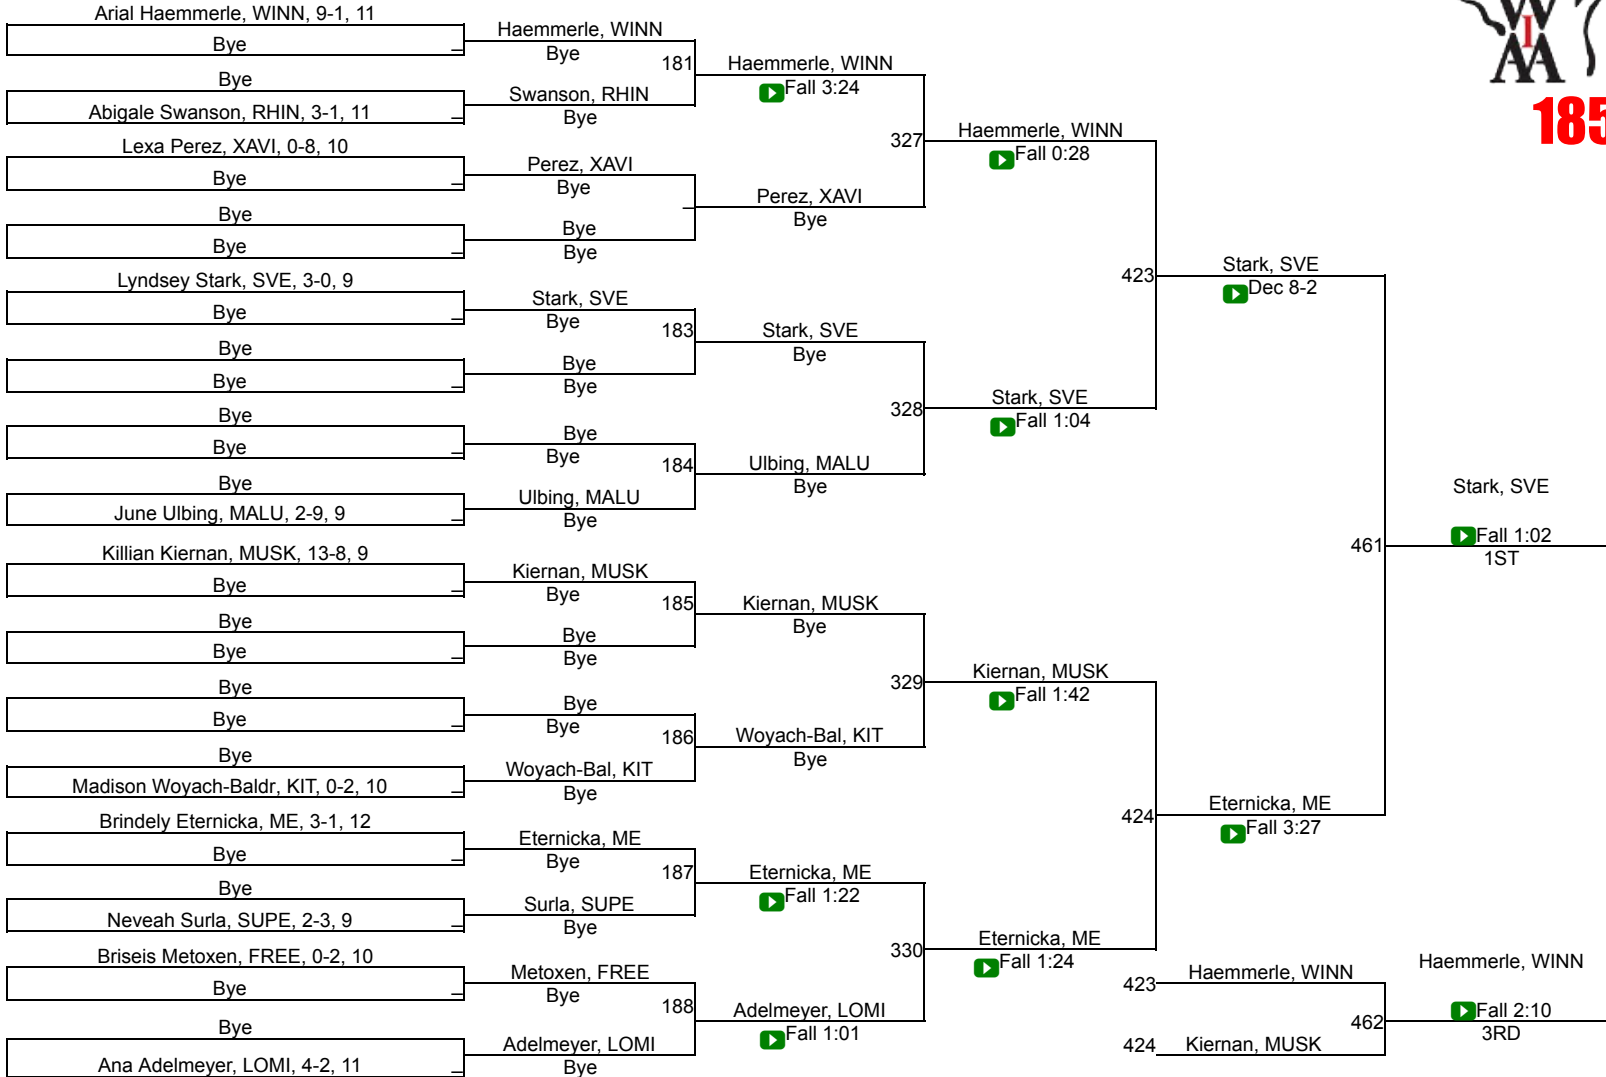 Arial Haemmerle, WINN, 9-1, 11
Bye
Bye
Abigale Swanson, RHIN, 3-1, 11
Lexa Perez, XAVI, 0-8, 10
Bye
Bye
Bye
Lyndsey Stark, SVE, 3-0, 9
Bye
Bye
Bye
Bye
Bye
Bye
June Ulbing, MALU, 2-9, 9
Killian Kiernan, MUSK, 13-8, 9
Bye
Bye
Bye
Bye
Bye
Bye
Madison Woyach-Baldr, KIT, 0-2, 10
Brindely Eternicka, ME, 3-1, 12
Bye
Bye
Neveah Surla, SUPE, 2-3, 9
Briseis Metoxen, FREE, 0-2, 10
Bye
Bye
Ana Adelmeyer, LOMI, 4-2, 11
Haemmerle, WINN
Bye
181
Swanson, RHIN
Bye
Perez, XAVI
Bye
Bye
Bye
Stark, SVE
Bye
183
Bye
Bye
Bye
Bye
184
Ulbing, MALU
Bye
Kiernan, MUSK
Bye
185
Bye
Bye
Bye
Bye
186
Woyach-Bal, KIT
Bye
Eternicka, ME
Bye
187
Surla, SUPE
Bye
Metoxen, FREE
Bye
188
Adelmeyer, LOMI
Bye
Haemmerle, WINN
Fall 3:24
327
Perez, XAVI
Bye
Stark, SVE
Bye
328
Ulbing, MALU
Bye
Kiernan, MUSK
Bye
329
Woyach-Bal, KIT
Bye
Eternicka, ME
Fall 1:22
330
Adelmeyer, LOMI
Fall 1:01
Haemmerle, WINN
Fall 0:28
423
Stark, SVE
Fall 1:04
Kiernan, MUSK
Fall 1:42
424
Eternicka, ME
Fall 1:24
Stark, SVE
Dec 8-2
461
Eternicka, ME
Fall 3:27
423 Haemmerle, WINN
462
424 Kiernan, MUSK
WIAA
185
Stark, SVE
Fall 1:02
1ST
Haemmerle, WINN
Fall 2:10
3RD